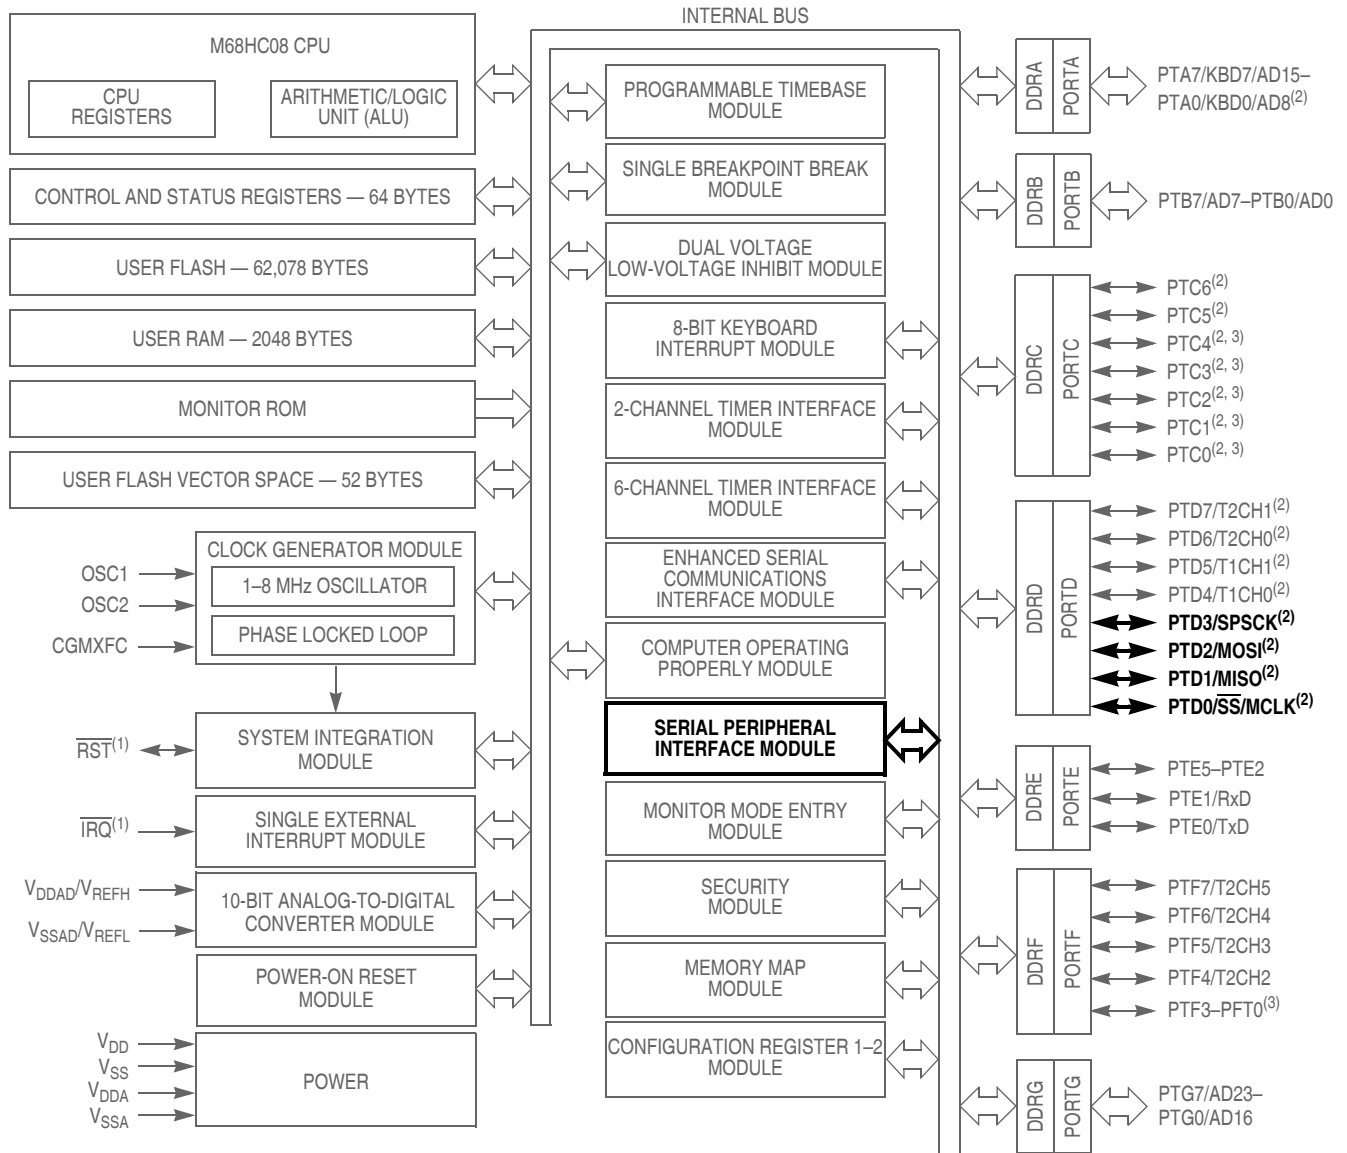 INTERNAL BUS
M68HC08 CPU
CPU
REGISTERS
ARITHMETIC/LOGIC
UNIT (ALU)
CONTROL AND STATUS REGISTERS — 64 BYTES
USER FLASH — 62,078 BYTES
USER RAM — 2048 BYTES
MONITOR ROM
USER FLASH VECTOR SPACE — 52 BYTES
CLOCK GENERATOR MODULE
1–8 MHz OSCILLATOR
PHASE LOCKED LOOP
OSC1
OSC2
CGMXFC
SYSTEM INTEGRATION
MODULE
RST(1)
SINGLE EXTERNAL
INTERRUPT MODULE
IRQ(1)
10-BIT ANALOG-TO-DIGITAL
CONVERTER MODULE
VDDAD/VREFH
VSSAD/VREFL
POWER-ON RESET
MODULE
POWER
VDD
VSS
VDDA
VSSA
PROGRAMMABLE TIMEBASE
MODULE
SINGLE BREAKPOINT BREAK
MODULE
DUAL VOLTAGE
LOW-VOLTAGE INHIBIT MODULE
8-BIT KEYBOARD
INTERRUPT MODULE
2-CHANNEL TIMER INTERFACE
MODULE
6-CHANNEL TIMER INTERFACE
MODULE
ENHANCED SERIAL
COMMUNICATIONS
INTERFACE MODULE
COMPUTER OPERATING
PROPERLY MODULE
SERIAL PERIPHERAL
INTERFACE MODULE
MONITOR MODE ENTRY
MODULE
SECURITY
MODULE
MEMORY MAP
MODULE
CONFIGURATION REGISTER 1–2
MODULE
DDRA
PORTA
PTA7/KBD7/AD15–
PTA0/KBD0/AD8(2)
DDRB
PORTB
PTB7/AD7–PTB0/AD0
DDRC
PORTC
PTC6(2)
PTC5(2)
PTC4(2, 3)
PTC3(2, 3)
PTC2(2, 3)
PTC1(2, 3)
PTC0(2, 3)
DDRD
PORTD
PTD7/T2CH1(2)
PTD6/T2CH0(2)
PTD5/T1CH1(2)
PTD4/T1CH0(2)
PTD3/SPSCK(2)
PTD2/MOSI(2)
PTD1/MISO(2)
PTD0/SS/MCLK(2)
DDRE
PORTE
PTE5–PTE2
PTE1/RxD
PTE0/TxD
DDRF
PORTF
PTF7/T2CH5
PTF6/T2CH4
PTF5/T2CH3
PTF4/T2CH2
PTF3–PFT0(3)
DDRG
PORTG
PTG7/AD23–
PTG0/AD16